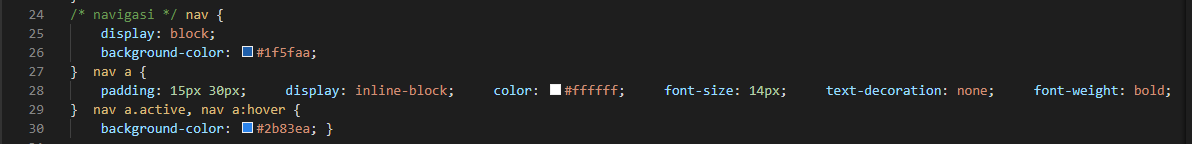 24 /* navigasi */ nav {
25 display: block;
26 background-color: #1f5faa;
27 } nav a {
28 padding: 15px 30px; display: inline-block; color: #ffffff; font-size: 14px; text-decoration: none; font-weight: bold;
29 } nav a.active, nav a:hover {
30 background-color: #2b83ea; }